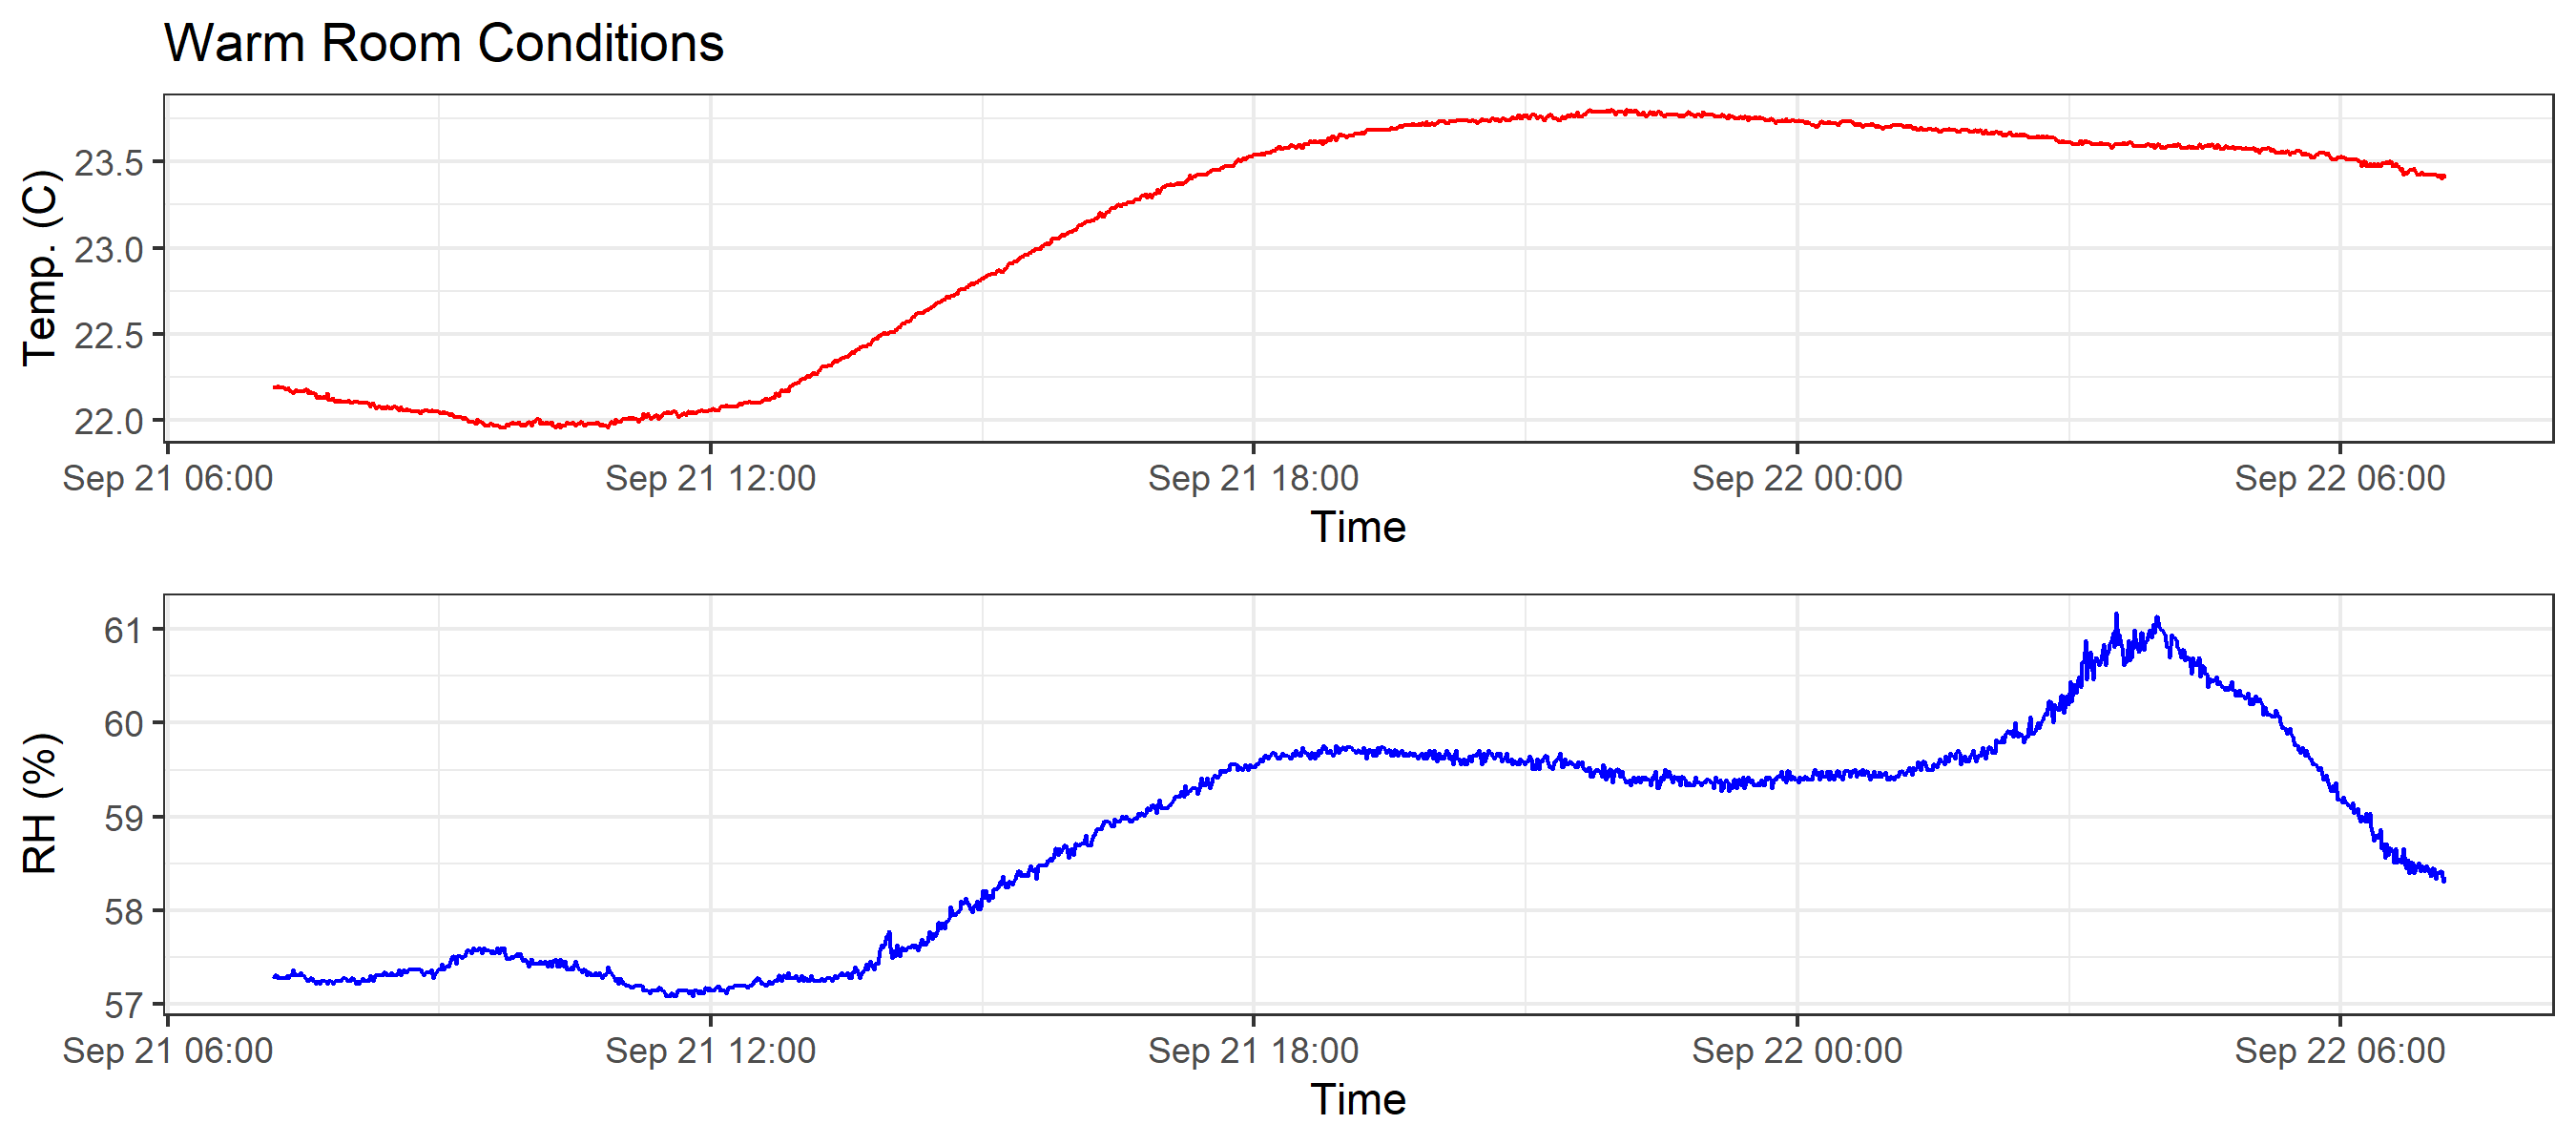 Warm Room Conditions
Temp. (C)
23.5
23.0
22.5
22.0
Sep 21 06:00 Sep 21 12:00 Sep 21 18:00 Sep 22 00:00 Sep 22 06:00
Time
RH (%)
61
60
59
58
57
Sep 21 06:00 Sep 21 12:00 Sep 21 18:00 Sep 22 00:00 Sep 22 06:00
Time